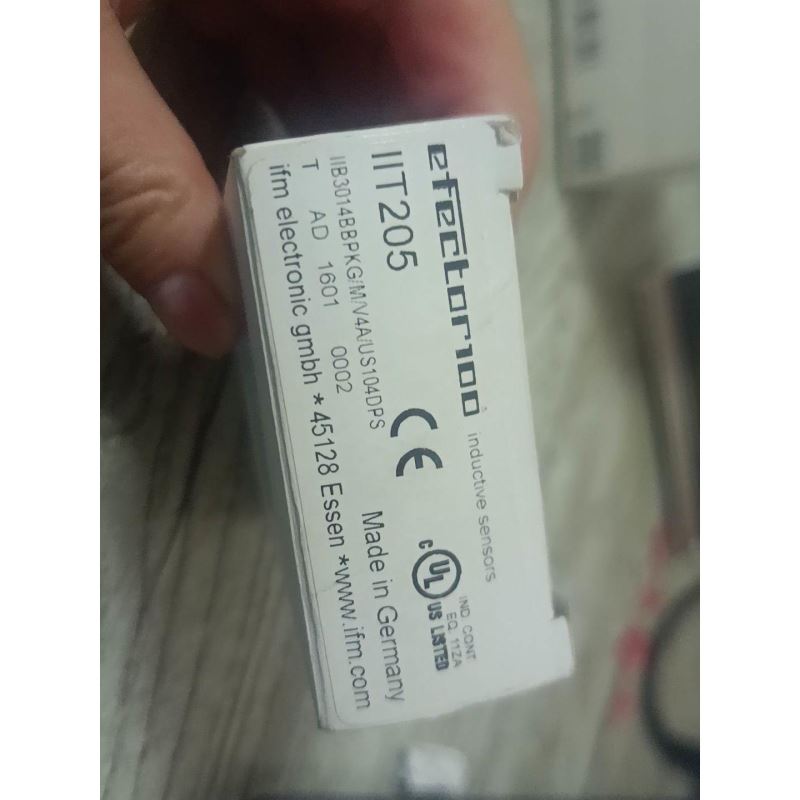 efector100
inductive sensors
IIT205
IIB3014BBPKG/M/V4A/US104DPS
T AD 1601 0002
CE
C UL US LISTED
IND. CONT
EQ. 11ZA
Made in Germany
ifm electronic gmbh * 45128 Essen *www.ifm.com